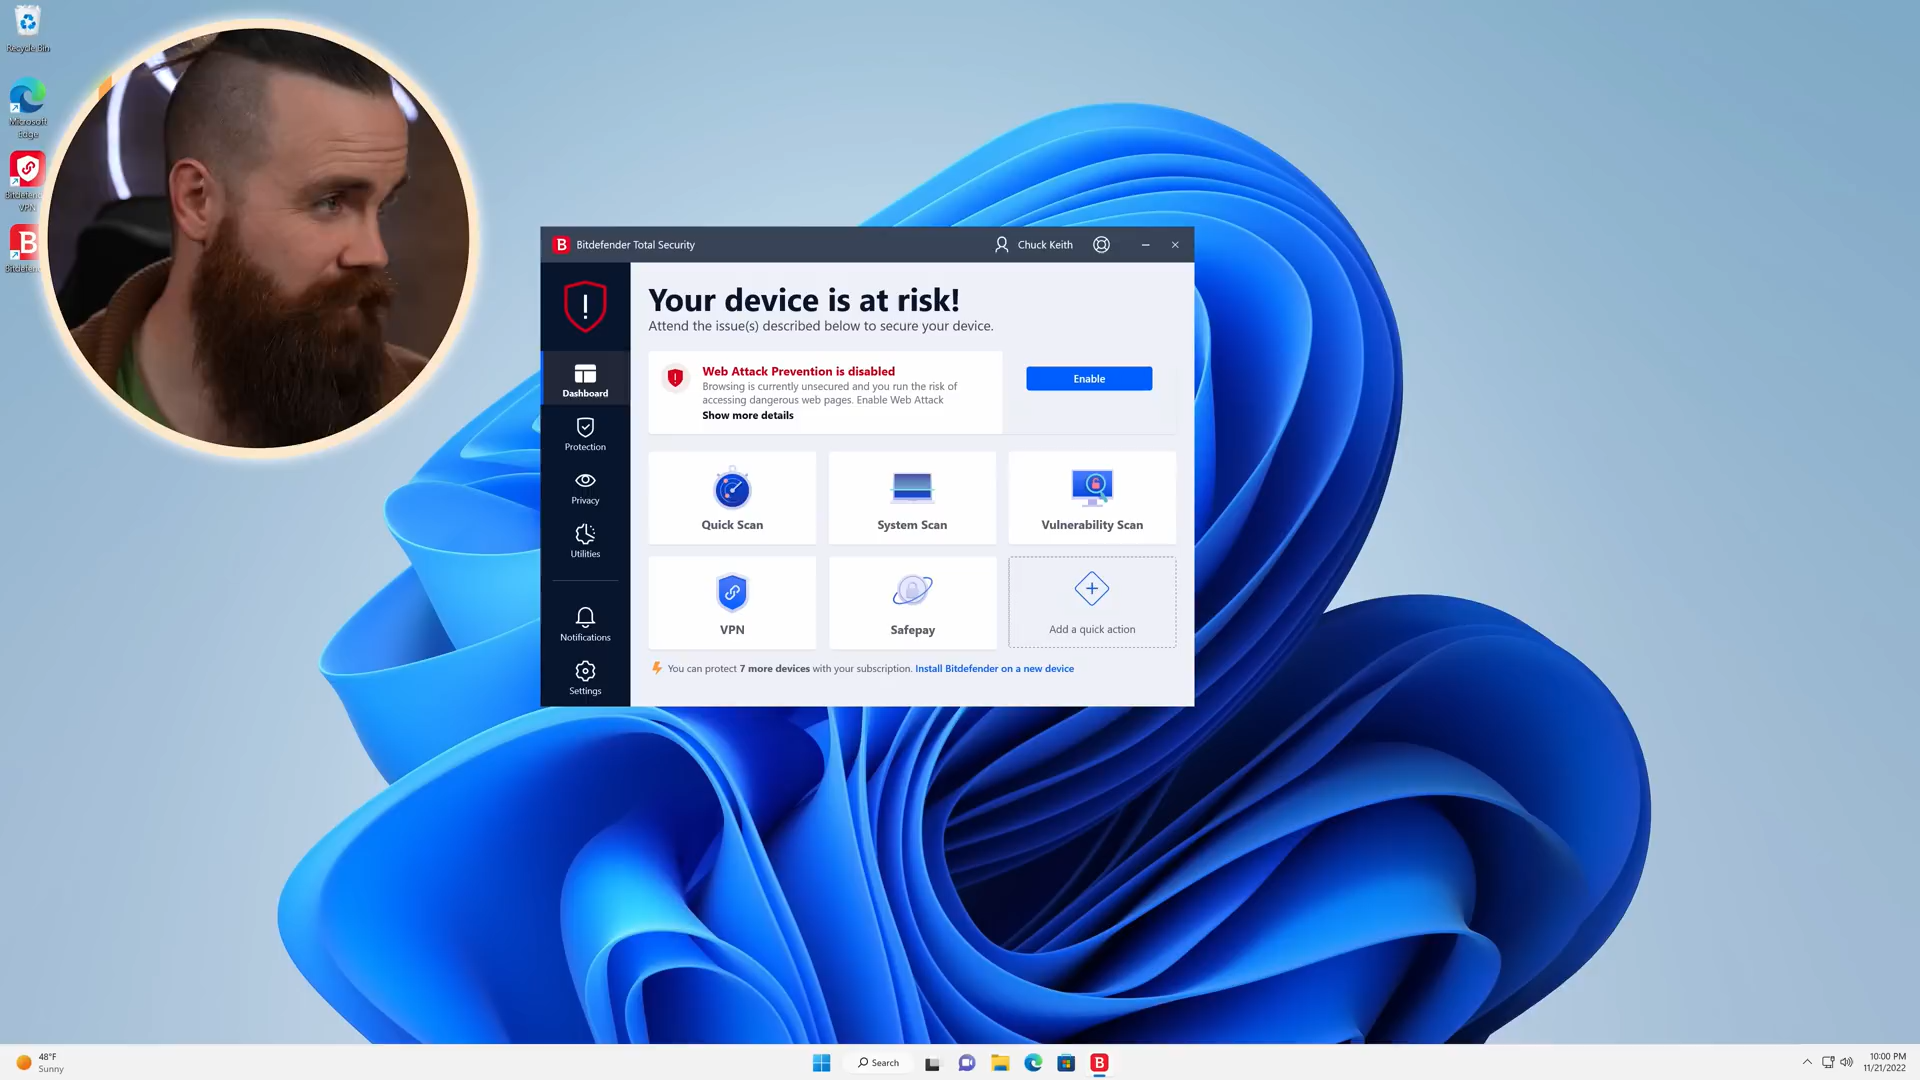 Recycle Bin
Microsoft
Edge
VPN
B
B Bitdefender Total Security
Chuck Keith
Your device is at risk!
Attend the issue(s) described below to secure your device.
Web Attack Prevention is disabled
Browsing is currently unsecured and you run the risk of
accessing dangerous web pages. Enable Web Attack
Show more details
Enable
Dashboard
Protection
Privacy
Utilities
Notifications
Settings
Quick Scan
System Scan
Vulnerability Scan
VPN
Safepay
Add a quick action
You can protect 7 more devices with your subscription. Install Bitdefender on a new device
48°F
Sunny
Search
B
10:00 PM
11/21/2022